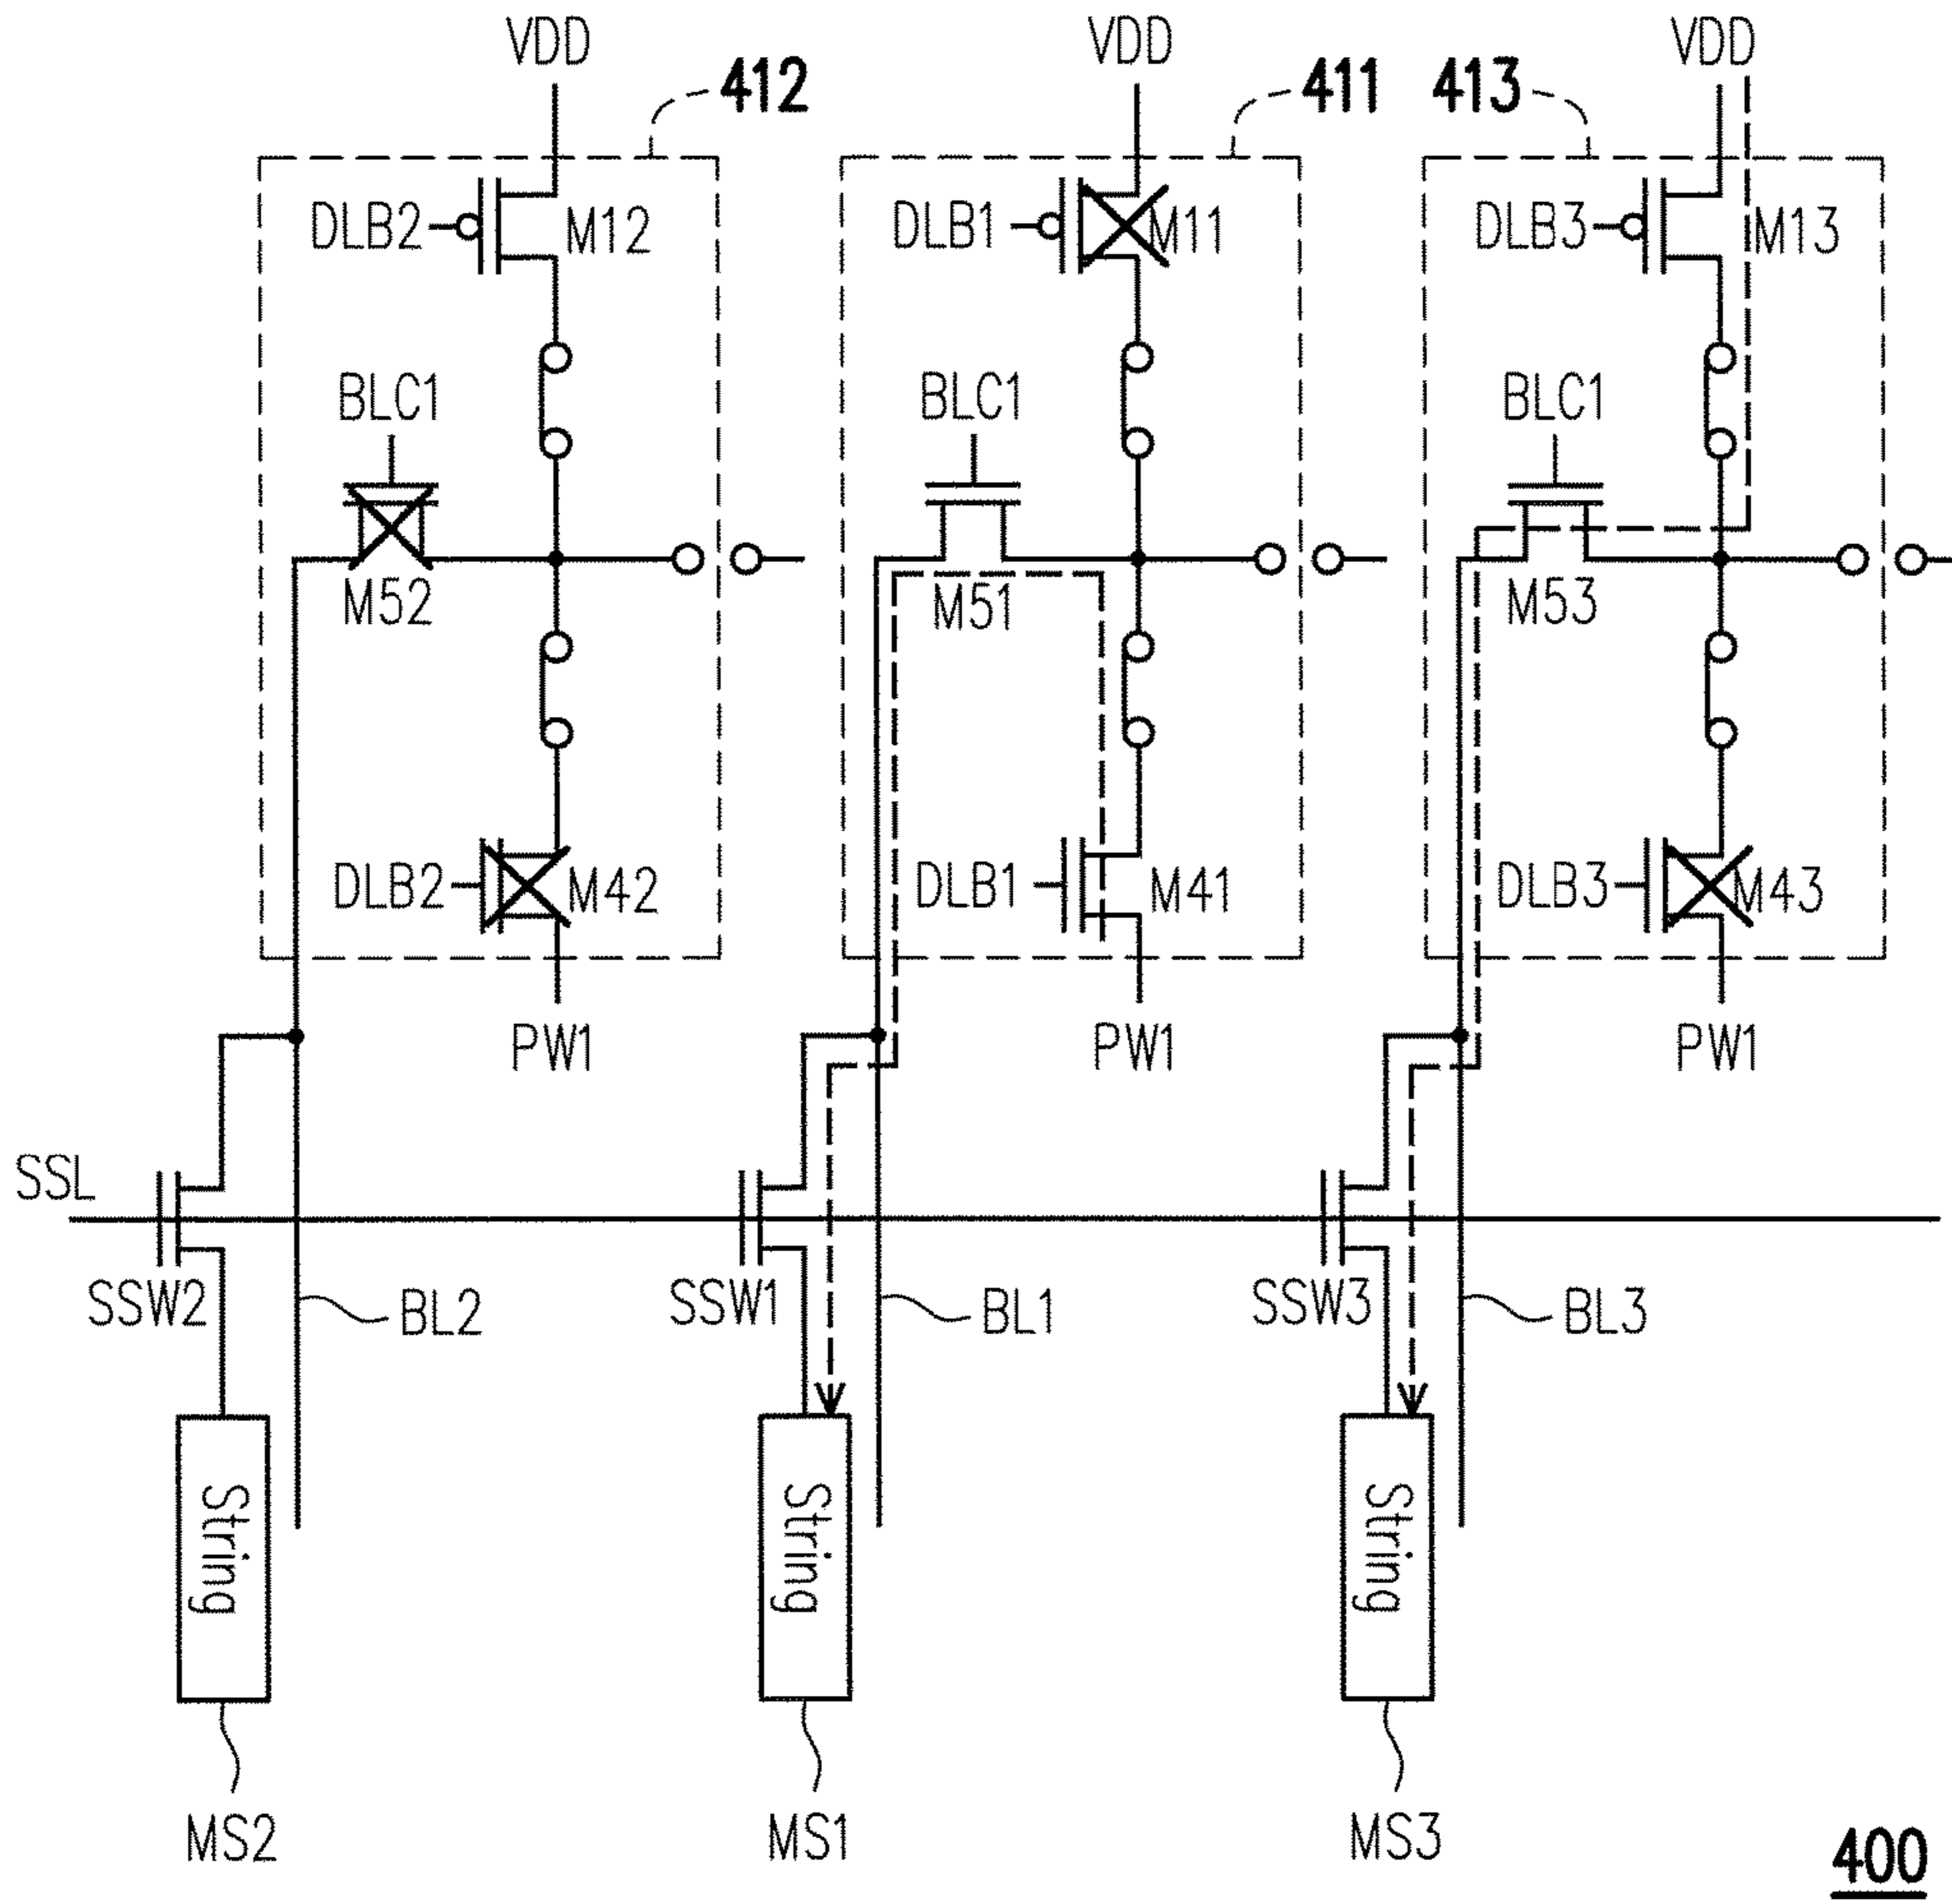 VDD VDD VDD
412 411 413
DLB2 M12 DLB1 M11 DLB3 M13
BLC1 BLC1 BLC1
M52 M51 M53
DLB2 M42 DLB1 M41 DLB3 M43
PW1 PW1 PW1
SSL
SSW2 BL2 SSW1 BL1 SSW3 BL3
String String String
MS2 MS1 MS3
400